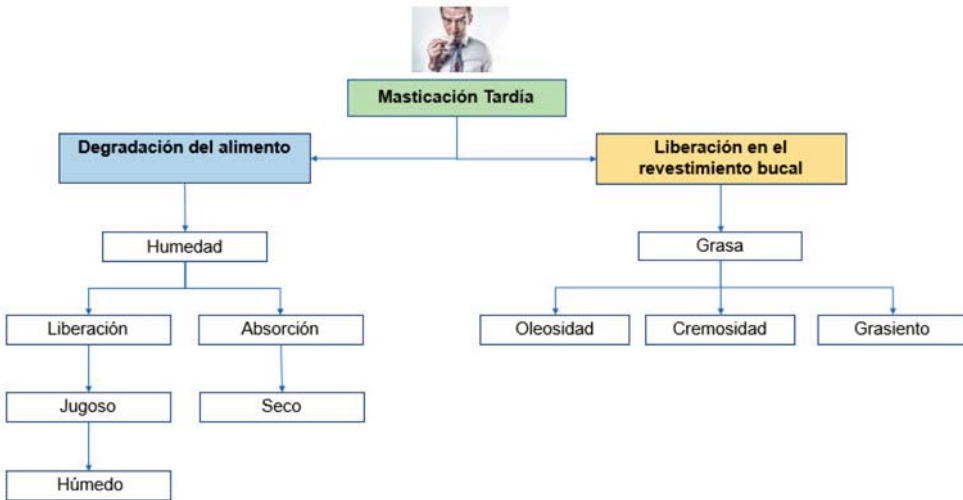 Masticación Tardía
Degradación del alimento
Liberación en el
revestimiento bucal
Humedad
Grasa
Liberación
Absorción
Oleosidad
Cremosidad
Grasiento
Jugoso
Seco
Húmedo